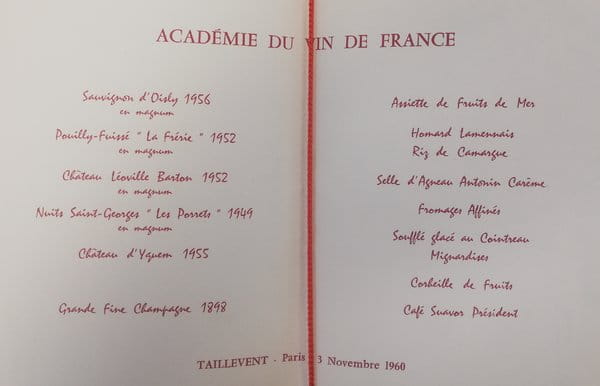 ACADÉMIE DU VIN DE FRANCE
Sauvignon d'Oisly 1956
en magnum
Pouilly-Fuissé " La Frérie " 1952
en magnum
Château Léoville Barton 1952
en magnum
Nuits Saint-Georges " Les Porrets " 1949
en magnum
Château d'Yquem 1955
Grande Fine Champagne 1898
Assiette de Fruits de Mer
Homard Lamennais
Riz de Camargue
Selle d'Agneau Antonin Carême
Fromages Affinés
Soufflé glacé au Cointreau
Mignardises
Corbeille de Fruits
Café Suavor Président
TAILLEVENT . Paris 3 Novembre 1960